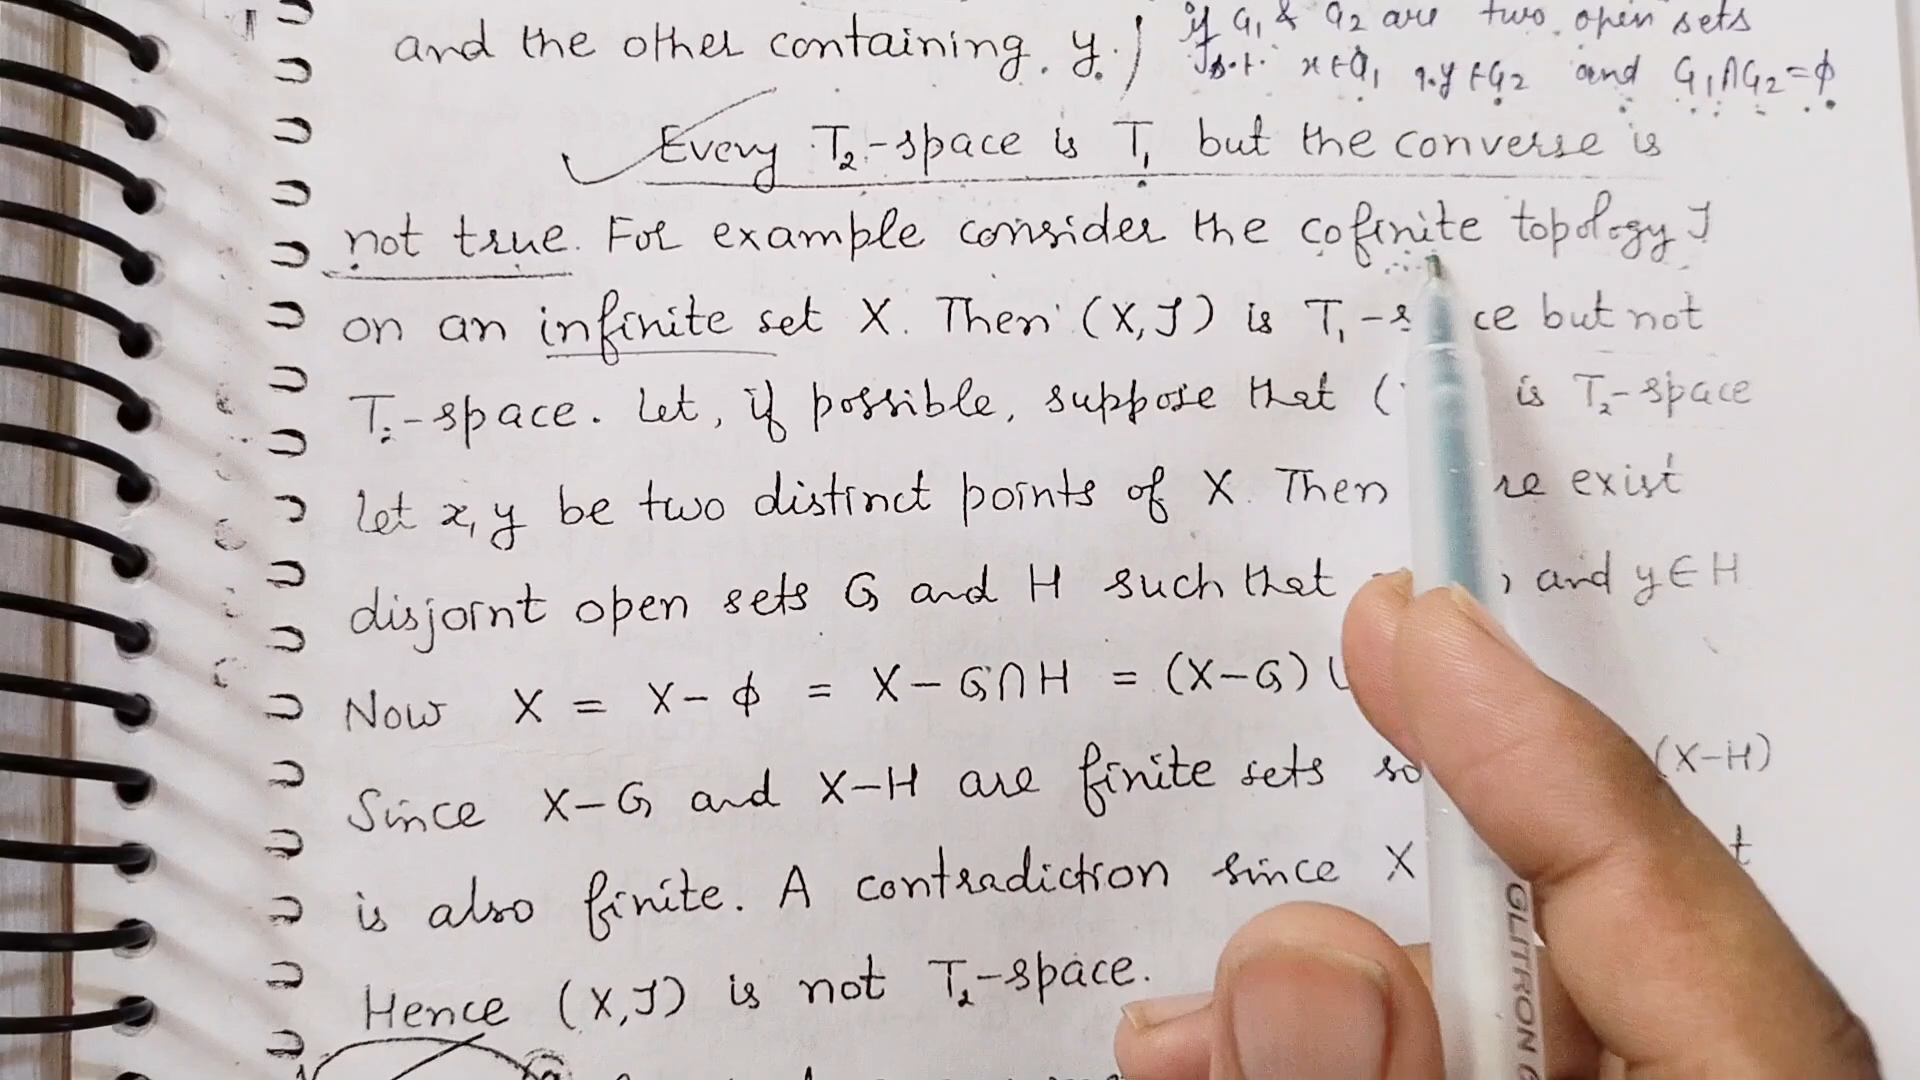 and the other containing y.) if G1 & G2 are two open sets
s.t. x∈G1 & y∈G2 and G1∩G2=ϕ
Every T2-space is T1 but the converse is
not true. For example consider the cofinite topology J
on an infinite set X. Then (X,J) is T1-s ce but not
T2-space. Let, if possible, suppose that ( is T2-space
Let x, y be two distinct points of X. Then re exist
disjoint open sets G and H such that , and y∈H
Now X = X-ϕ = X-G∩H = (X-G) U
Since X-G and X-H are finite sets so (X-H)
is also finite. A contradiction since X t
Hence (X,J) is not T2-space.
GLITRON